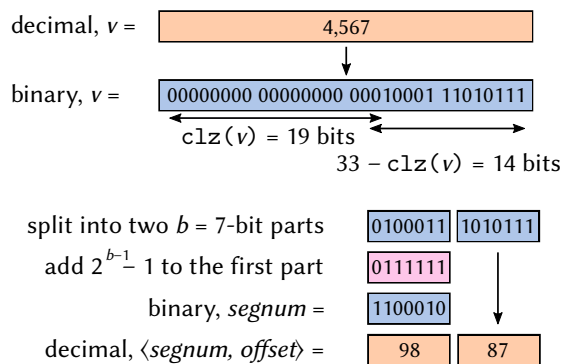 decimal, v = 4,567
binary, v = 00000000 00000000 00010001 11010111
clz(v) = 19 bits
33 – clz(v) = 14 bits
split into two b = 7-bit parts 0100011 1010111
add 2^{b–1} – 1 to the first part 0111111
binary, segnum = 1100010
decimal, ⟨segnum, offset⟩ = 98 87